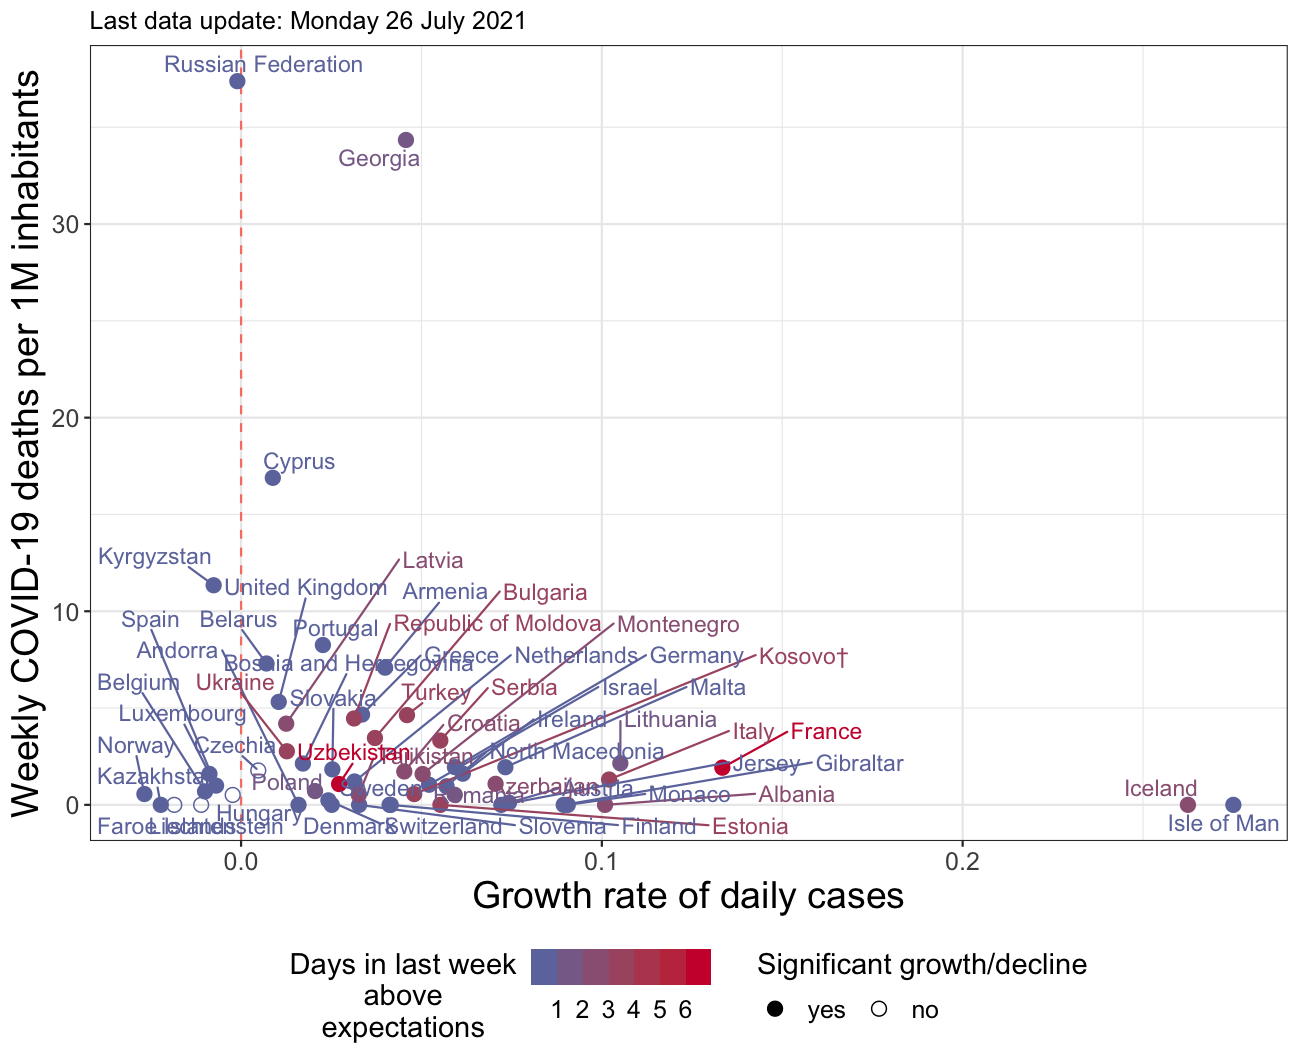 Last data update: Monday 26 July 2021
Weekly COVID-19 deaths per 1M inhabitants
Russian Federation
Georgia
30
20
Cyprus
Kyrgyzstan
Latvia
United Kingdom
Armenia
Bulgaria
10
Spain
Belarus
Portugal
Republic of Moldova
Montenegro
Andorra
Bosnia and Herzegovina
Greece
Netherlands
Germany
Kosovo†
Belgium
Ukraine
Slovakia
Turkey
Serbia
Israel
Malta
Luxembourg
Croatia
Ireland
Lithuania
Italy
France
Norway
Czechia
Uzbekistan
Tajikistan
North Macedonia
Jersey
Gibraltar
Kazakhstan
Poland
Sweden
Romania
Azerbaijan
Austria
Monaco
Albania
Iceland
0
Hungary
Faroe Islands
Liechtenstein
Denmark
Switzerland
Slovenia
Finland
Estonia
Isle of Man
0.0
0.1
0.2
Growth rate of daily cases
Days in last week
above
expectations
1 2 3 4 5 6
Significant growth/decline
yes
no